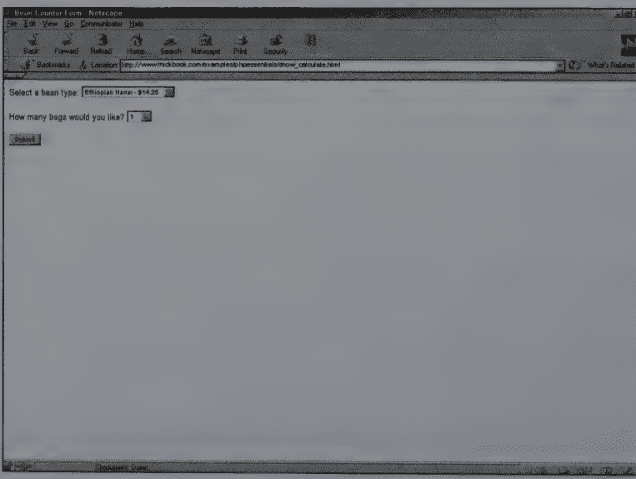 Bean Counter Form - Netscape
File Edit View Go Communicator Help
Back Forward Reload Home Search Netscape Print Security
Bookmarks Location: http://www.thickbook.com/examples/phpessentials/show_calculate.html What's Related
Select a bean type: Ethiopian Harrar - $14.25
How many bags would you like? 1
Submit
Document: Done